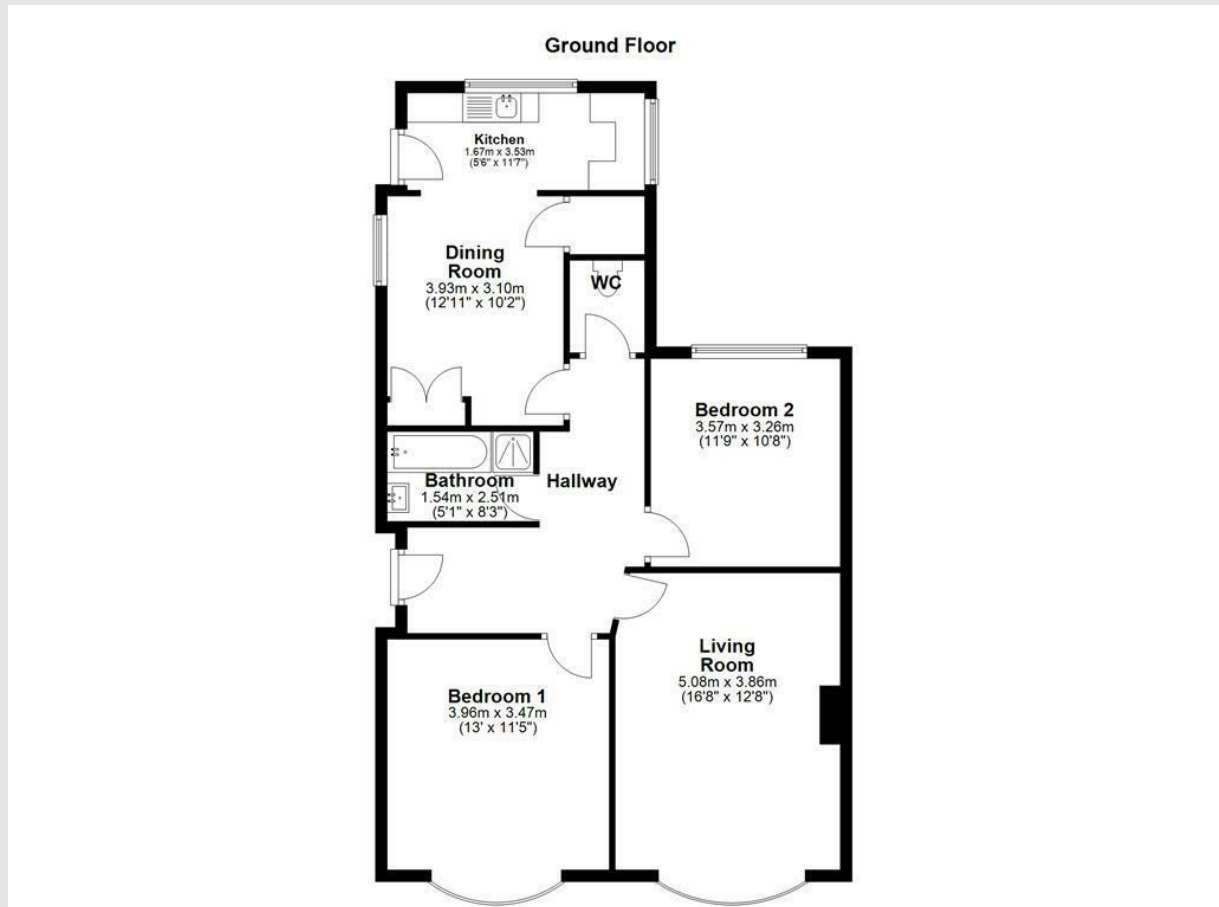 Ground Floor
Kitchen
1.67m x 3.53m
(5'6" x 11'7")
Dining
Room
3.93m x 3.10m
(12'11" x 10'2")
WC
Bedroom 2
3.57m x 3.26m
(11'9" x 10'8")
Bathroom
1.54m x 2.51m
(5'1" x 8'3")
Hallway
Living
Room
5.08m x 3.86m
(16'8" x 12'8")
Bedroom 1
3.96m x 3.47m
(13' x 11'5")